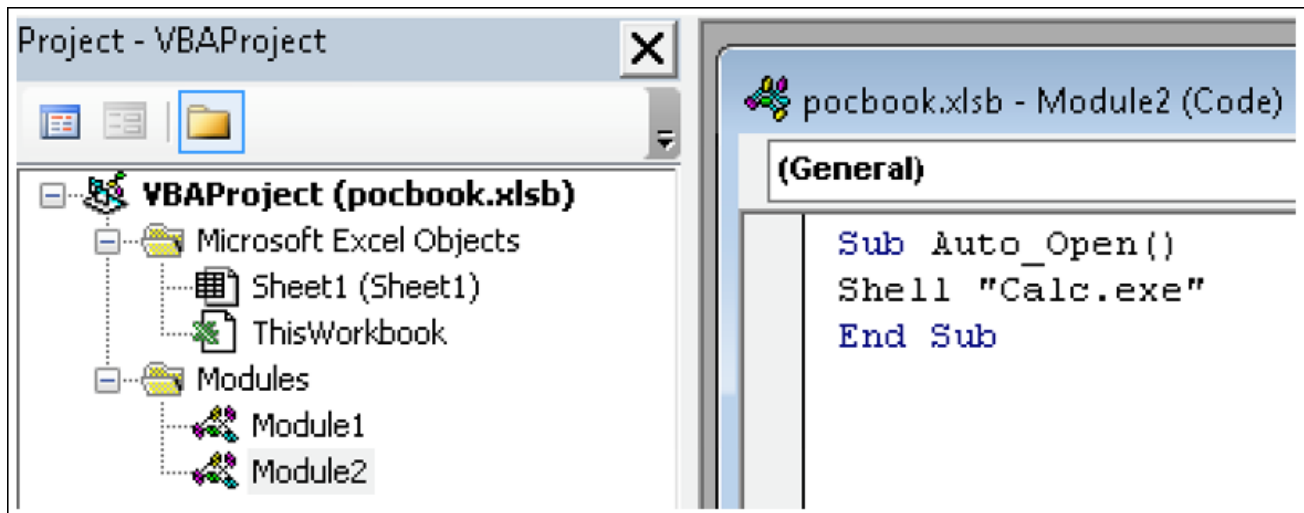 Project - VBAProject
VBAProject (pocbook.xlsb)
Microsoft Excel Objects
Sheet1 (Sheet1)
ThisWorkbook
Modules
Module1
Module2
pocbook.xlsb - Module2 (Code)
(General)
Sub Auto_Open()
Shell "Calc.exe"
End Sub